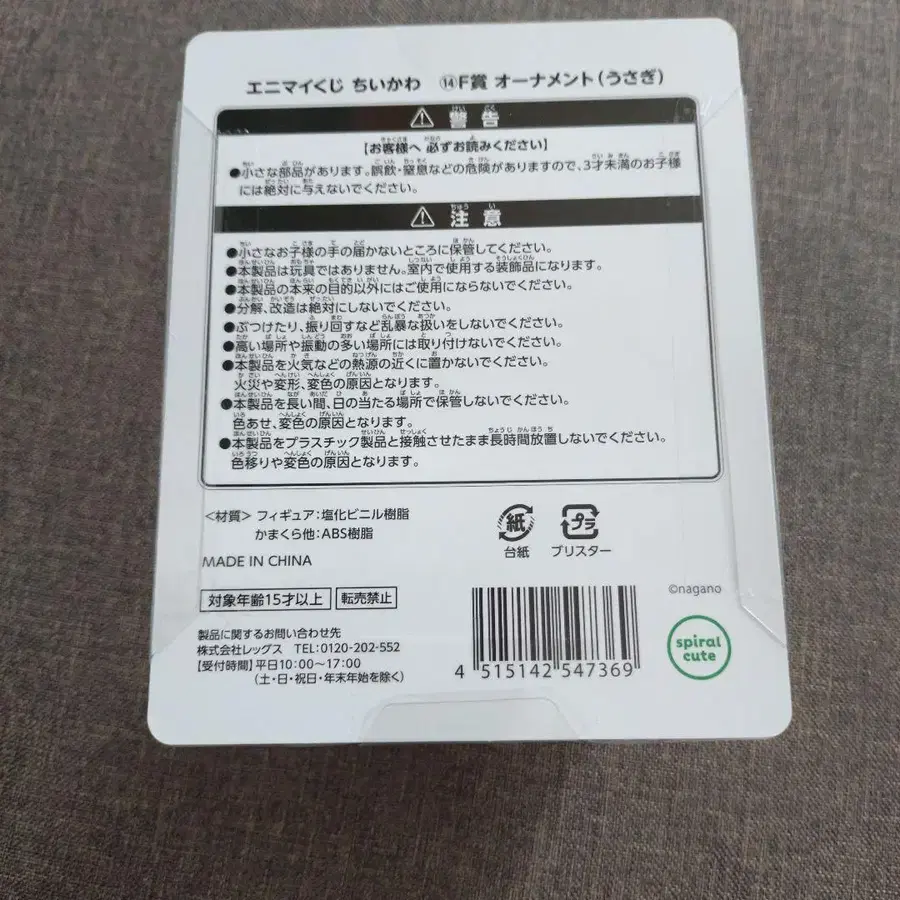 エニマイくじ ちいかわ ⑭F賞 オーナメント(うさぎ)
⚠ 警告
【お客様へ 必ずお読みください】
●小さな部品があります。誤飲・窒息などの危険がありますので、3才未満のお子様
には絶対に与えないでください。
⚠ 注意
●小さなお子様の手の届かないところに保管してください。
●本製品は玩具ではありません。室内で使用する装飾品になります。
●本製品の本来の目的以外にはご使用にならないでください。
●分解、改造は絶対にしないでください。
●ぶつけたり、振り回すなど乱暴な扱いをしないでください。
●高い場所や振動の多い場所には取り付けないでください。
●本製品を火気などの熱源の近くに置かないでください。
火災や変形、変色の原因となります。
●本製品を長い間、日の当たる場所で保管しないでください。
色あせ、変色の原因となります。
●本製品をプラスチック製品と接触させたまま長時間放置しないでください。
色移りや変色の原因となります。
<材質> フィギュア:塩化ビニル樹脂
かまくら他:ABS樹脂
紙
台紙
プラ
ブリスター
MADE IN CHINA
対象年齢15才以上 転売禁止
製品に関するお問い合わせ先
株式会社レッグス TEL:0120-202-552
【受付時間】平日10:00~17:00
(土・日・祝日・年末年始を除く)
4 515142 547369
©nagano
spiral
cute